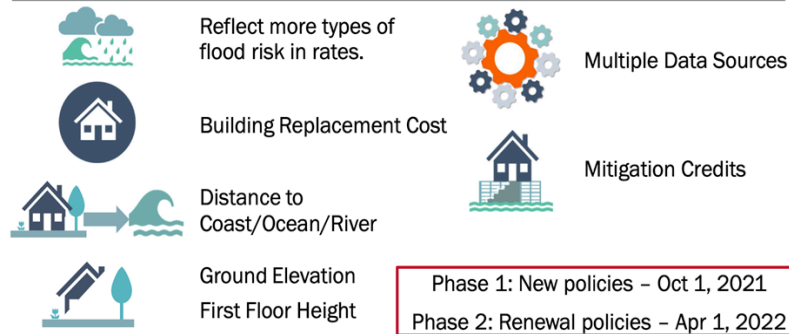 Reflect more types of
flood risk in rates.
Building Replacement Cost
Distance to
Coast/Ocean/River
Ground Elevation
First Floor Height
Multiple Data Sources
Mitigation Credits
Phase 1: New policies – Oct 1, 2021
Phase 2: Renewal policies – Apr 1, 2022